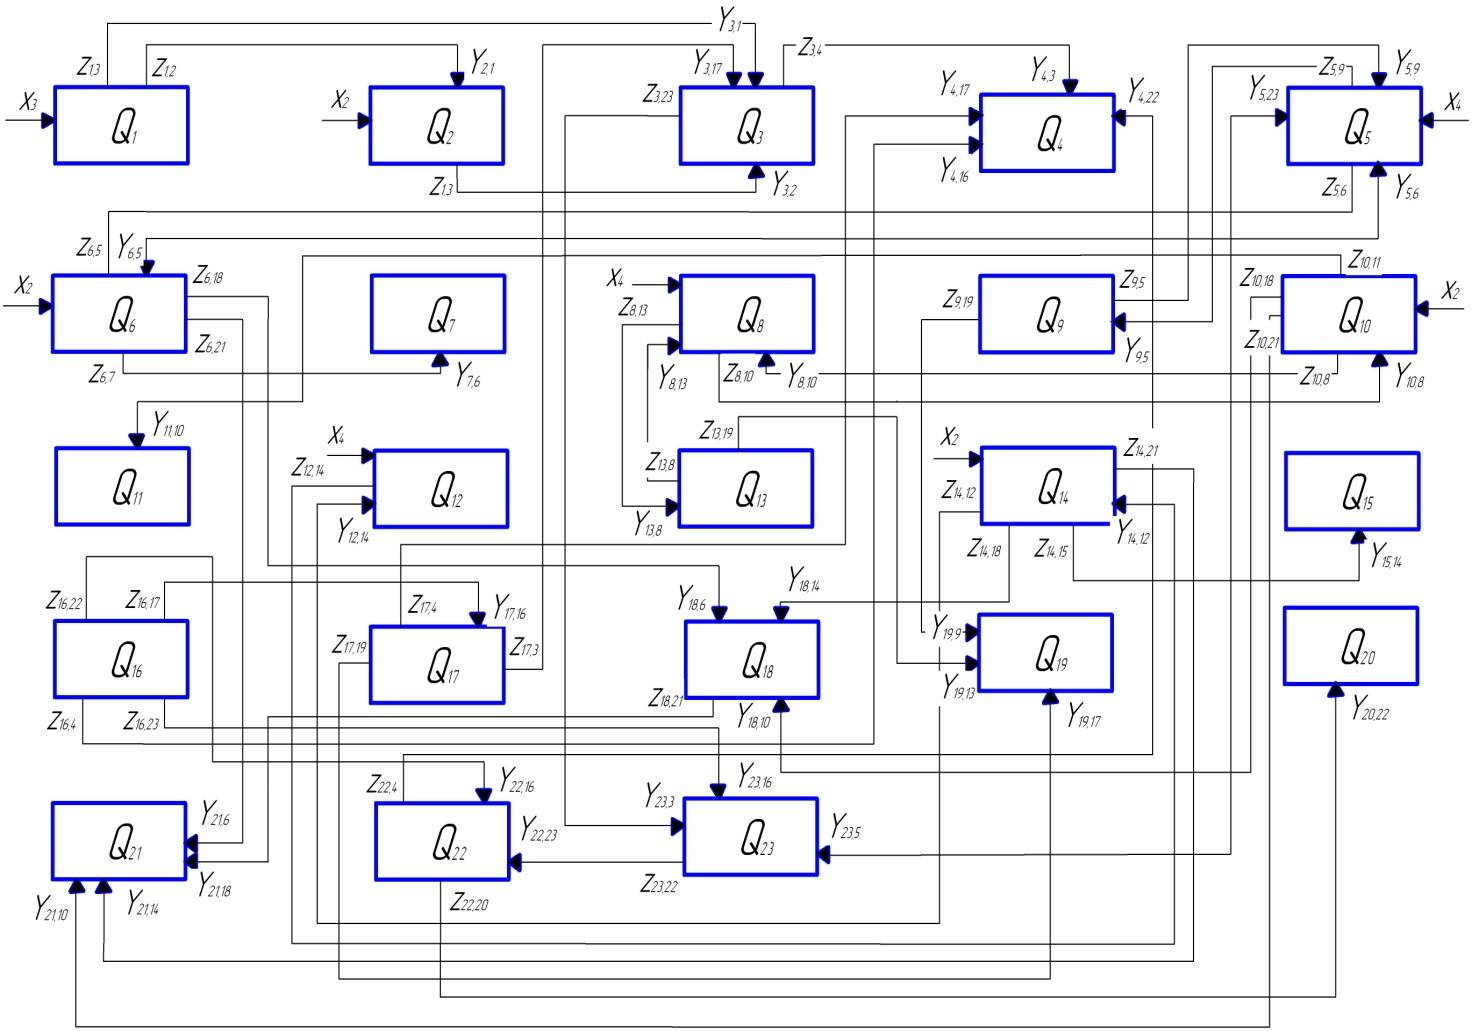 Y3,1
Z1,3 Z1,2 Y2,1 Y3,17 Z3,4 Y4,3 Z5,9 Y5,9
X3 X2 Z3,23 Y4,17 Y4,22 Y5,23 X4
Q1 Q2 Q3 Q4 Q5
Z1,3 Y3,2 Y4,16 Z5,6 Y5,6
Z6,5 Y6,5 Z6,18 Z10,11
X2 X4 Z8,13 Z9,19 Z9,5 Z10,18 X2
Q6 Q7 Q8 Q9 Q10
Z6,21 Y9,5 Z10,21
Z6,7 Y7,6 Y8,13 Z8,10 Y8,10 Z10,8 Y10,8
Y11,10 X4 Z13,19 X2 Z14,21
Z12,14 Z13,8 Z14,12
Q11 Q12 Q13 Q14 Q15
Y12,14 Y13,8 Y14,12
Z14,18 Z14,15 Y15,14
Z16,22 Z16,17 Y17,16 Z17,4 Y18,6 Y18,14
Z17,19 Z17,3 Y19,9
Q16 Q17 Q18 Q19 Q20
Z16,4 Z16,23 Z18,21 Y18,10 Y19,13 Y19,17 Y20,22
Z22,4 Y22,16 Y23,16
Y21,6 Y22,23 Y23,3 Y23,5
Q21 Q22 Q23
Y21,10 Y21,14 Y21,18 Z22,20 Z23,22